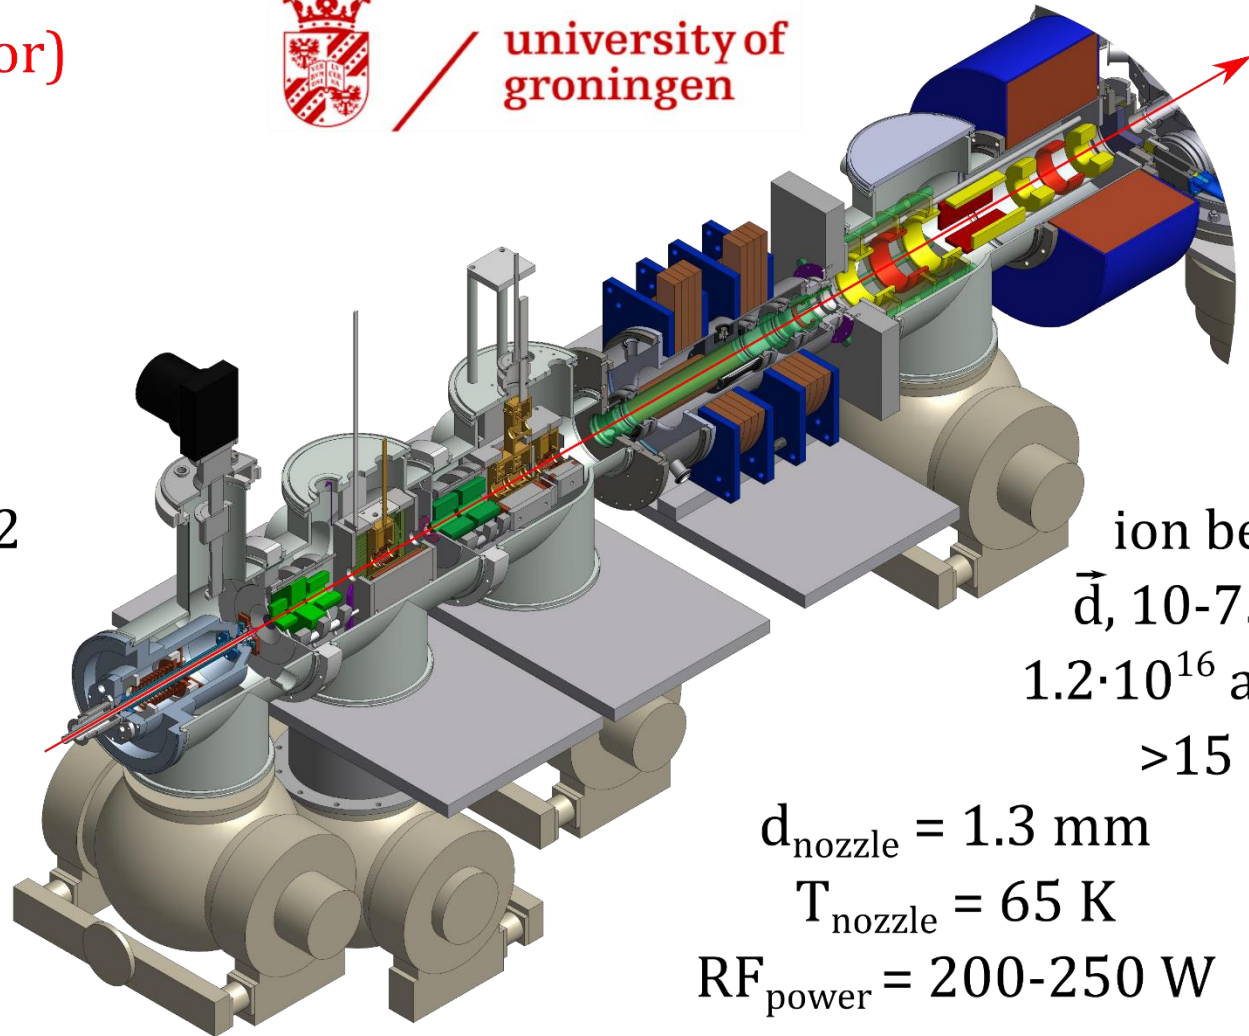 or)
university of
groningen
2
ion be
d⃗, 10-7
1.2·10¹⁶ a
>15
d_nozzle = 1.3 mm
T_nozzle = 65 K
RF_power = 200-250 W